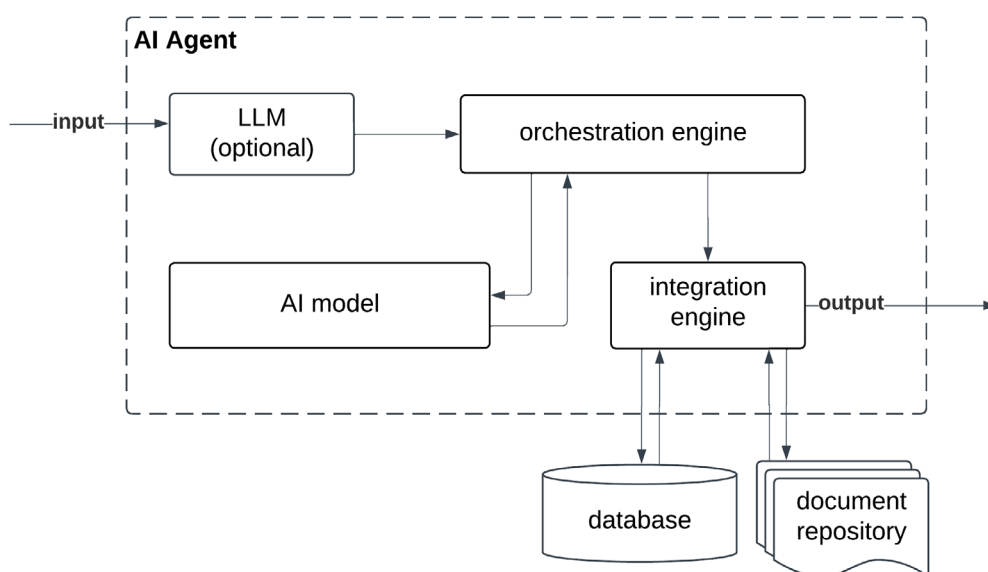 AI Agent
input
LLM
(optional)
orchestration engine
AI model
integration
engine
output
database
document
repository